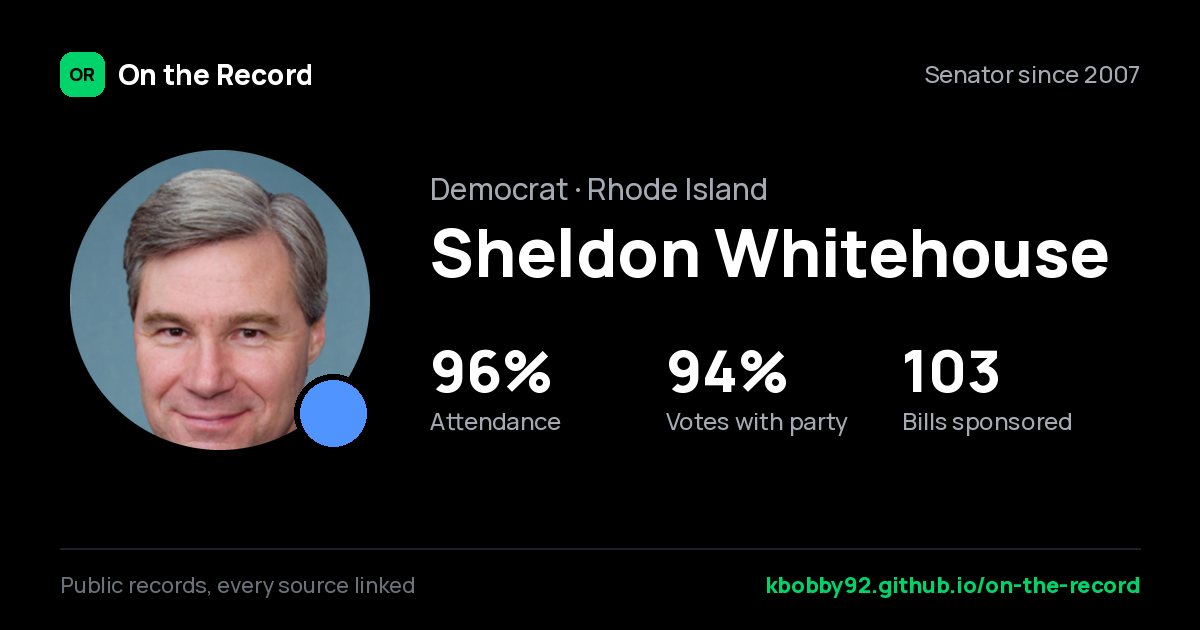 OR On the Record
Senator since 2007
Democrat · Rhode Island
Sheldon Whitehouse
96% 94% 103
Attendance Votes with party Bills sponsored
Public records, every source linked
kbobby92.github.io/on-the-record